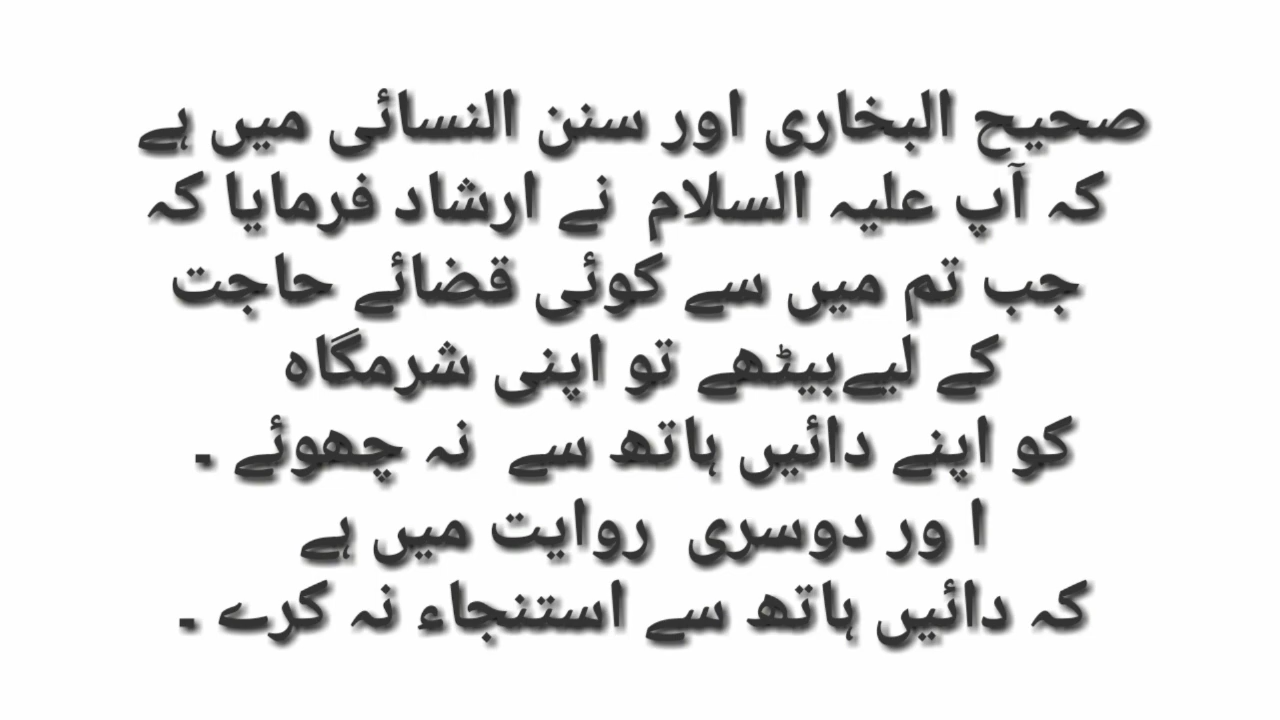 صحیح البخاری اور سنن النسائی میں ہے
کہ آپ علیہ السلام نے ارشاد فرمایا کہ
جب تم میں سے کوئی قضائے حاجت
کے لیےبیٹھے تو اپنی شرمگاہ
کو اپنے دائیں ہاتھ سے نہ چھوئے ۔
ا ور دوسری روایت میں ہے
کہ دائیں ہاتھ سے استنجاء نہ کرے ۔